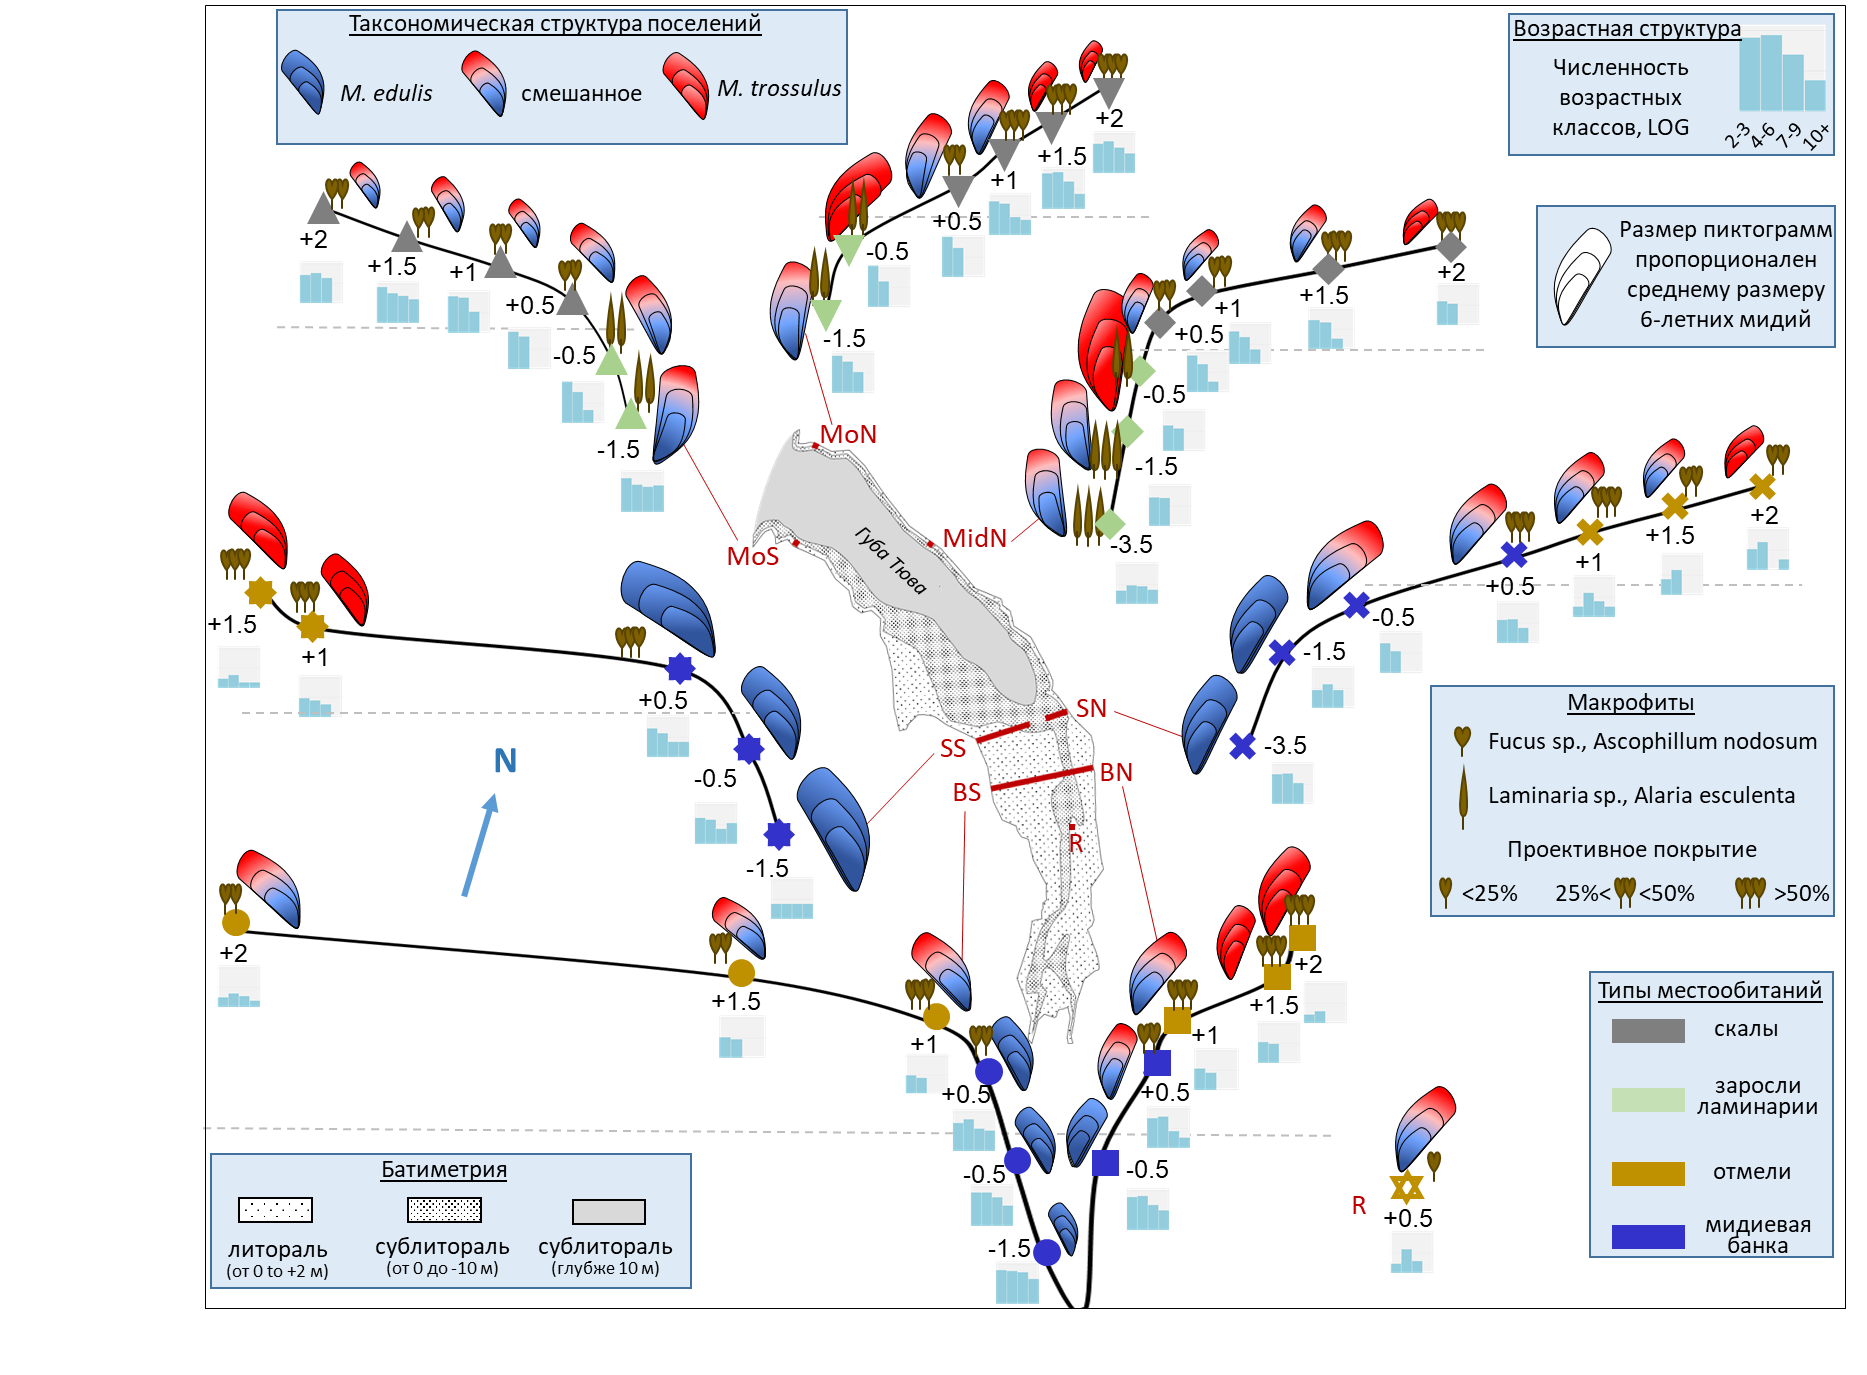 Таксономическая структура поселений
M. edulis
смешанное
M. trossulus
Возрастная структура
Численность
возрастных
классов, LOG
2-3
4-6
7-9
10+
Размер пиктограмм
пропорционален
среднему размеру
6-летних мидий
+2
+1.5
+1
+0.5
-0.5
-1.5
MoS
+2
+1.5
+1
+0.5
-0.5
-1.5
MoN
+2
+1.5
+1
+0.5
-0.5
-1.5
-3.5
MidN
Губа Тюва
+2
+1.5
+1
+0.5
-0.5
-1.5
-3.5
SN
+1.5
+1
+0.5
-0.5
-1.5
SS
BS
BN
R
N
+2
+1.5
+1
+0.5
-0.5
-1.5
+2
+1.5
+1
+0.5
-0.5
R
+0.5
Макрофиты
Fucus sp., Ascophillum nodosum
Laminaria sp., Alaria esculenta
Проективное покрытие
<25%
25%< <50%
>50%
Типы местообитаний
скалы
заросли
ламинарии
отмели
мидиевая
банка
Батиметрия
литораль
(от 0 to +2 м)
сублитораль
(от 0 до -10 м)
сублитораль
(глубже 10 м)